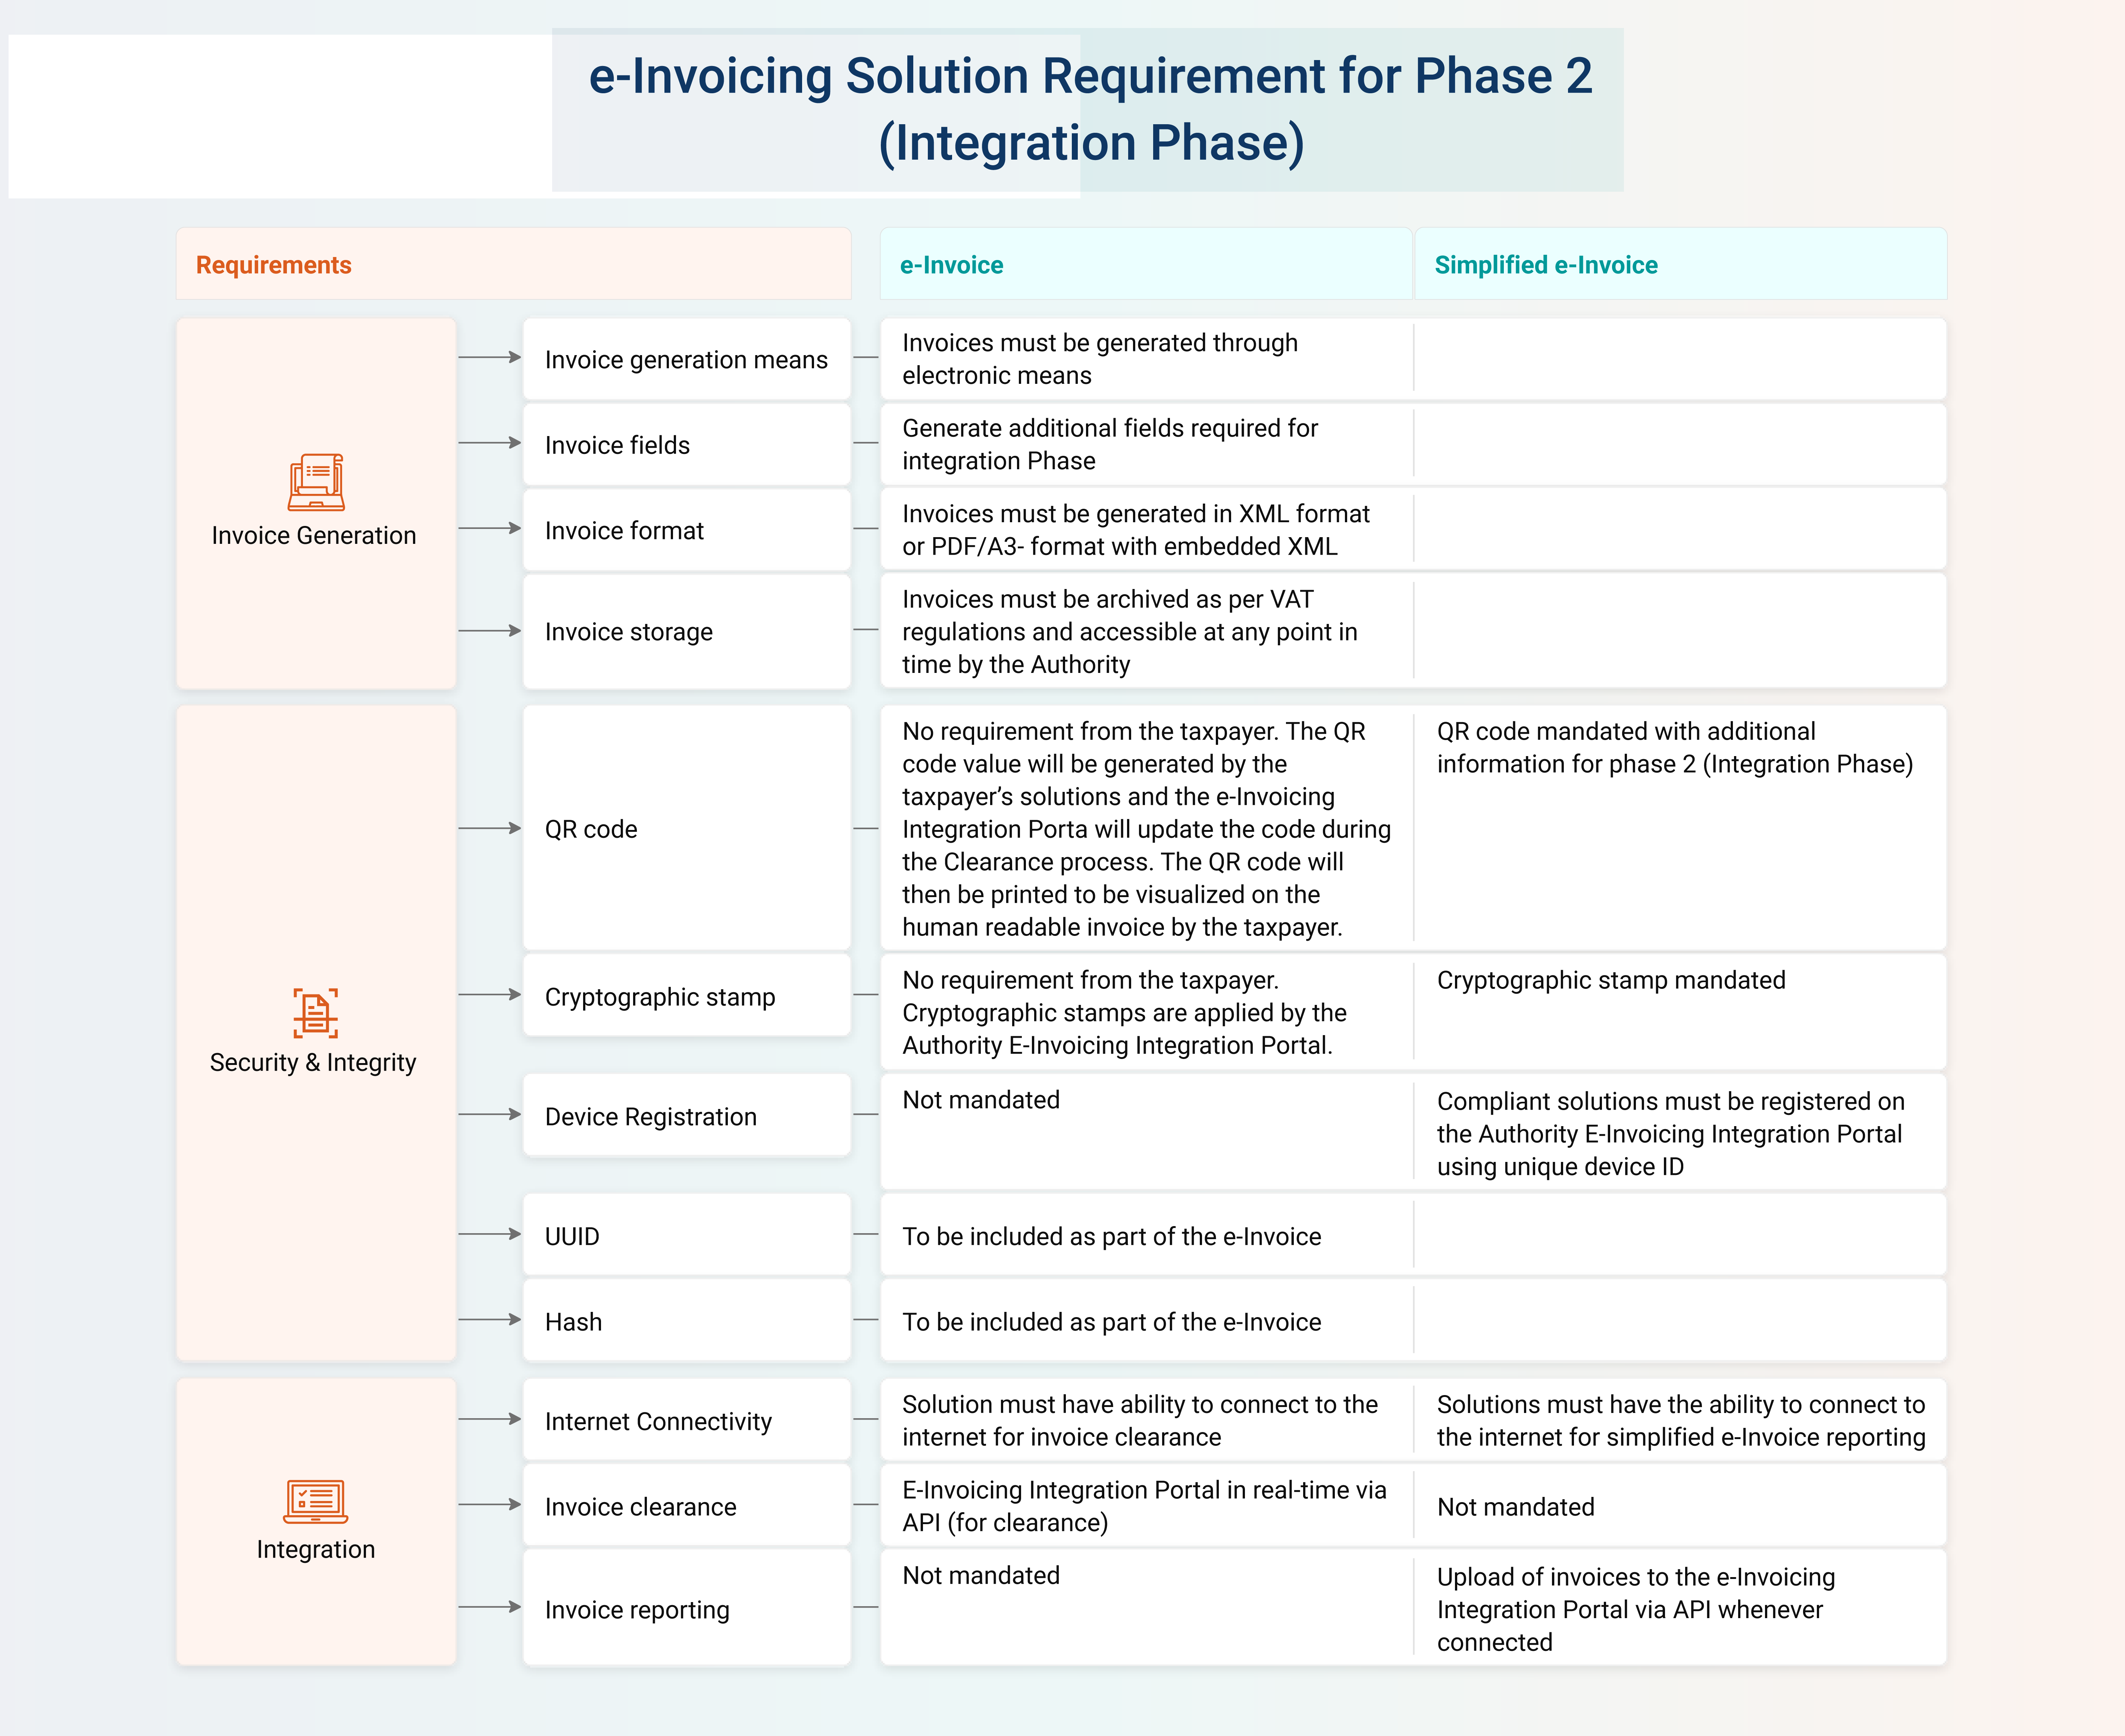 e-Invoicing Solution Requirement for Phase 2
(Integration Phase)
Requirements
e-Invoice
Simplified e-Invoice
Invoice Generation
Invoice generation means
Invoices must be generated through
electronic means
Invoice fields
Generate additional fields required for
integration Phase
Invoice format
Invoices must be generated in XML format
or PDF/A3- format with embedded XML
Invoice storage
Invoices must be archived as per VAT
regulations and accessible at any point in
time by the Authority
Security & Integrity
QR code
No requirement from the taxpayer. The QR
code value will be generated by the
taxpayer’s solutions and the e-Invoicing
Integration Porta will update the code during
the Clearance process. The QR code will
then be printed to be visualized on the
human readable invoice by the taxpayer.
QR code mandated with additional
information for phase 2 (Integration Phase)
Cryptographic stamp
No requirement from the taxpayer.
Cryptographic stamps are applied by the
Authority E-Invoicing Integration Portal.
Cryptographic stamp mandated
Device Registration
Not mandated
Compliant solutions must be registered on
the Authority E-Invoicing Integration Portal
using unique device ID
UUID
To be included as part of the e-Invoice
Hash
To be included as part of the e-Invoice
Integration
Internet Connectivity
Solution must have ability to connect to the
internet for invoice clearance
Solutions must have the ability to connect to
the internet for simplified e-Invoice reporting
Invoice clearance
E-Invoicing Integration Portal in real-time via
API (for clearance)
Not mandated
Invoice reporting
Not mandated
Upload of invoices to the e-Invoicing
Integration Portal via API whenever
connected